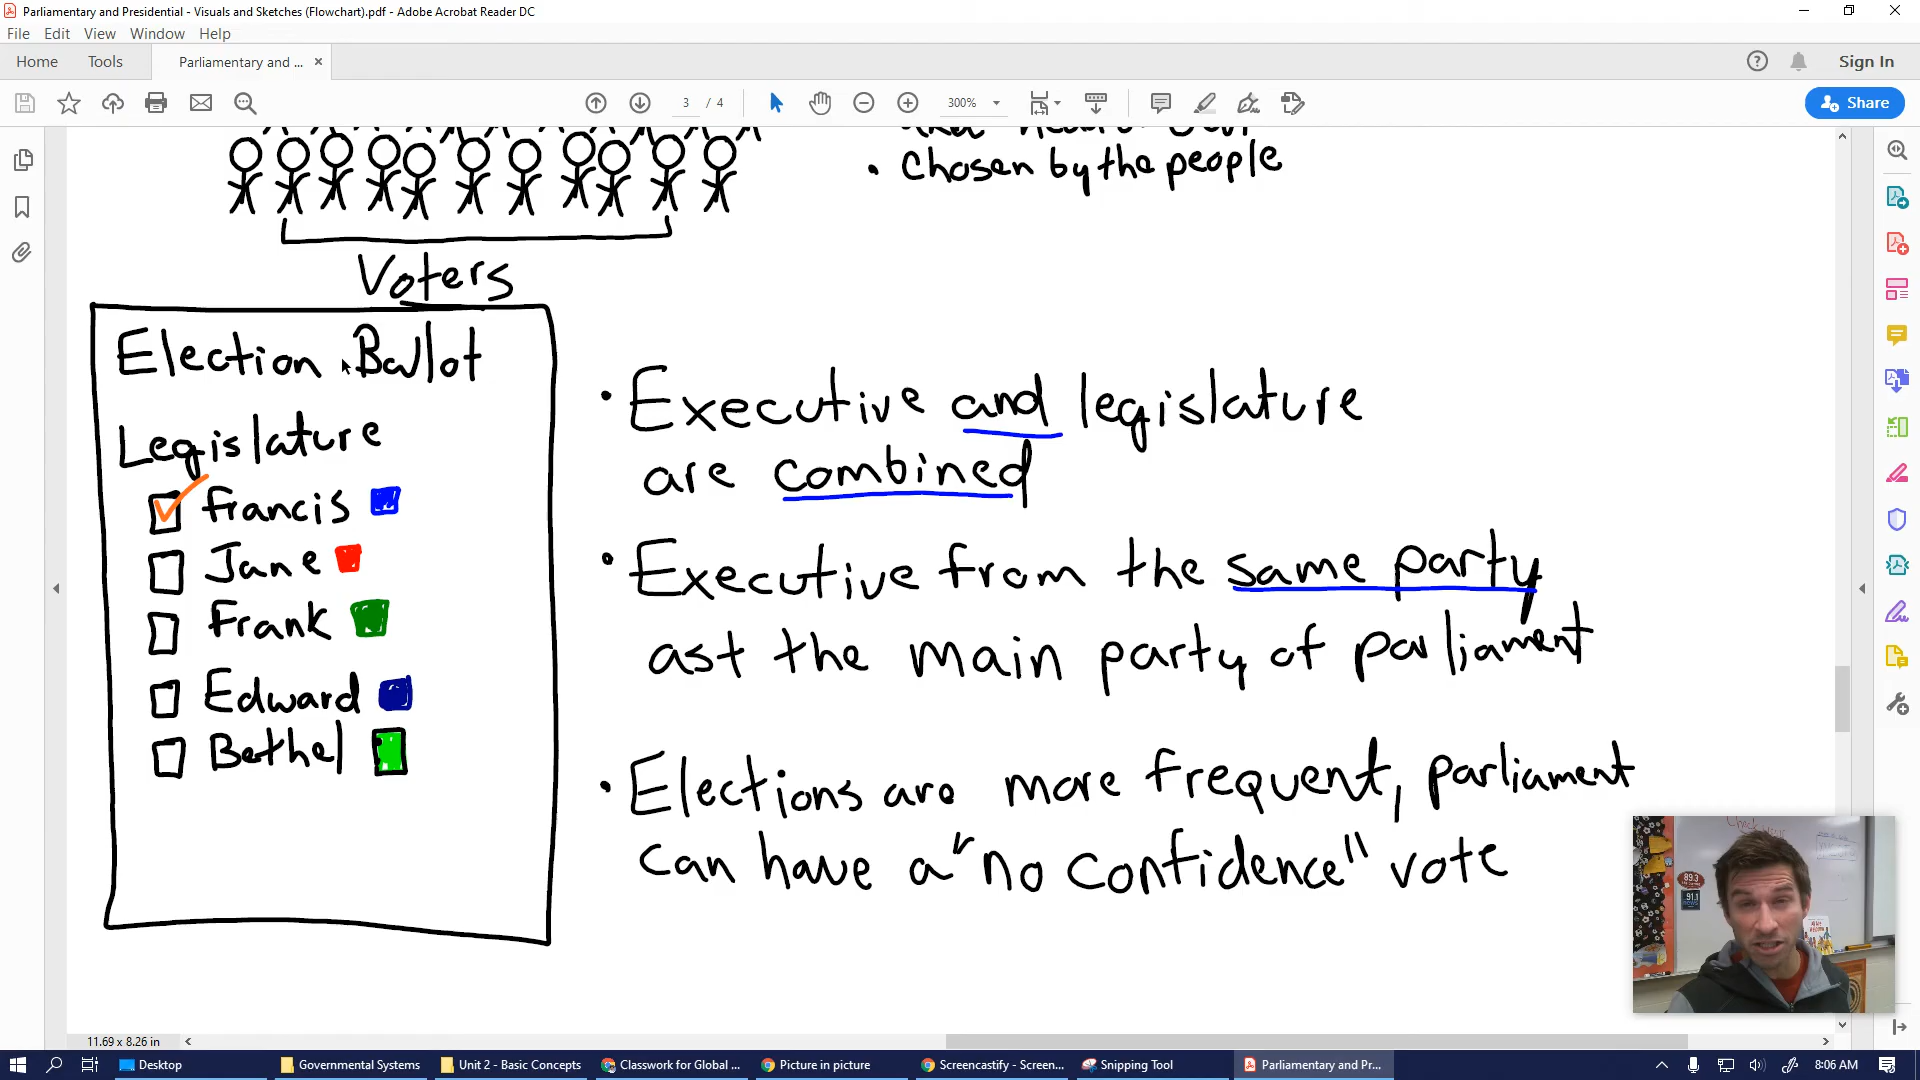 Parliamentary and Presidential - Visuals and Sketches (Flowchart).pdf - Adobe Acrobat Reader DC
File Edit View Window Help
Home Tools Parliamentary and ... × Sign In
3 / 4 300% Share
• Chosen by the people
Voters
Election Ballot
Legislature
Francis
Jane
Frank
Edward
Bethel
• Executive and legislature
are combined
• Executive from the same party
ast the main party of parliament
• Elections are more frequent, parliament
can have a "no confidence" vote
89.3
91.1
11.69 x 8.26 in
Desktop Governmental Systems Unit 2 - Basic Concepts Classwork for Global ... Picture in picture Screencastify - Screen... Snipping Tool Parliamentary and Pr... 8:06 AM